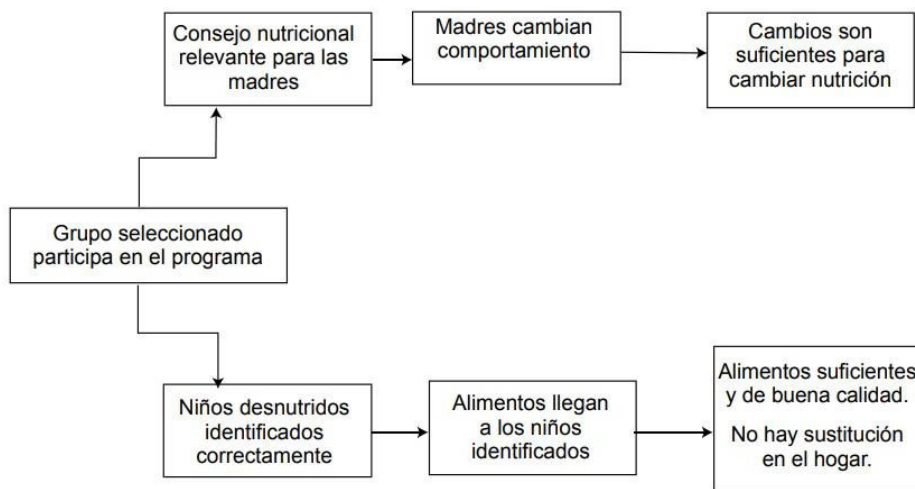 Consejo nutricional
relevante para las
madres
Madres cambian
comportamiento
Cambios son
suficientes para
cambiar nutrición
Grupo seleccionado
participa en el programa
Niños desnutridos
identificados
correctamente
Alimentos llegan
a los niños
identificados
Alimentos suficientes
y de buena calidad.
No hay sustitución
en el hogar.